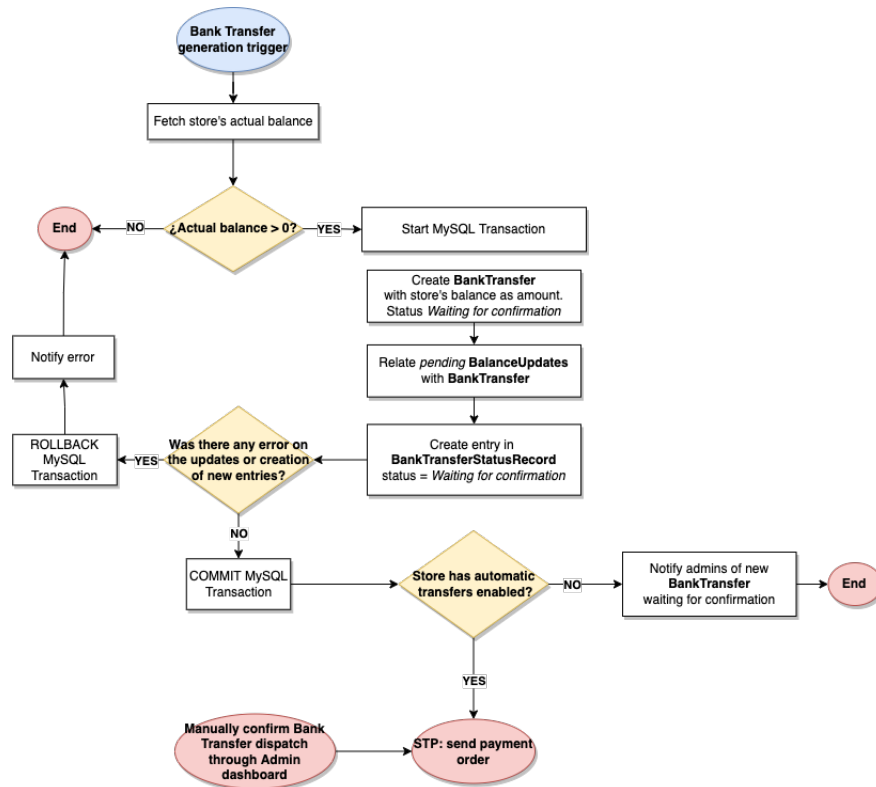 Bank Transfer
generation trigger
Fetch store's actual balance
End
NO
¿Actual balance > 0?
YES
Start MySQL Transaction
Create BankTransfer
with store's balance as amount.
Status Waiting for confirmation
Notify error
Relate pending BalanceUpdates
with BankTransfer
ROLLBACK
MySQL
Transaction
YES
Was there any error on
the updates or creation
of new entries?
Create entry in
BankTransferStatusRecord
status = Waiting for confirmation
NO
COMMIT MySQL
Transaction
Store has automatic
transfers enabled?
NO
Notify admins of new
BankTransfer
waiting for confirmation
End
YES
Manually confirm Bank
Transfer dispatch
through Admin
dashboard
STP: send payment
order